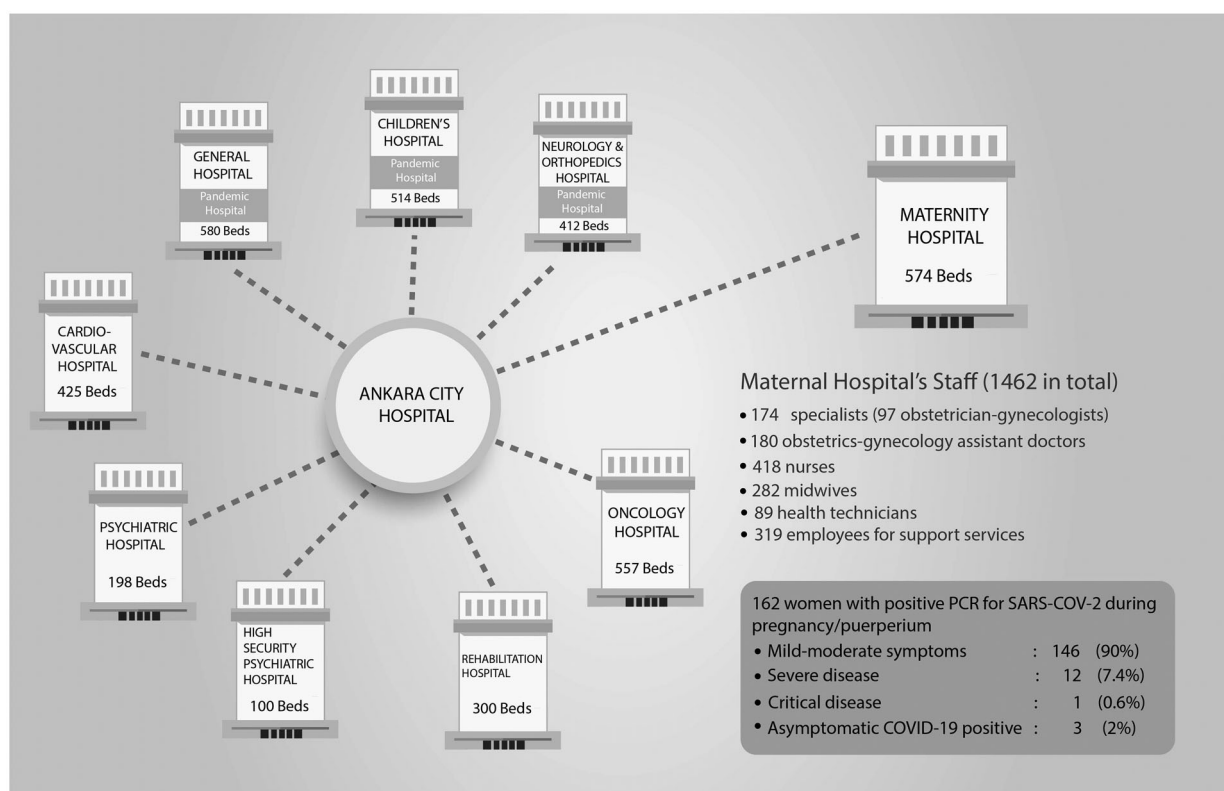 GENERAL
HOSPITAL
Pandemic
Hospital
580 Beds
CHILDREN'S
HOSPITAL
Pandemic
Hospital
514 Beds
NEUROLOGY &
ORTHOPEDICS
HOSPITAL
Pandemic
Hospital
412 Beds
MATERNITY
HOSPITAL
574 Beds
CARDIO-
VASCULAR
HOSPITAL
425 Beds
ANKARA CITY
HOSPITAL
PSYCHIATRIC
HOSPITAL
198 Beds
HIGH
SECURITY
PSYCHIATRIC
HOSPITAL
100 Beds
REHABILITATION
HOSPITAL
300 Beds
ONCOLOGY
HOSPITAL
557 Beds
Maternal Hospital's Staff (1462 in total)
• 174 specialists (97 obstetrician-gynecologists)
• 180 obstetrics-gynecology assistant doctors
• 418 nurses
• 282 midwives
• 89 health technicians
• 319 employees for support services
162 women with positive PCR for SARS-COV-2 during
pregnancy/puerperium
• Mild-moderate symptoms : 146 (90%)
• Severe disease : 12 (7.4%)
• Critical disease : 1 (0.6%)
• Asymptomatic COVID-19 positive : 3 (2%)